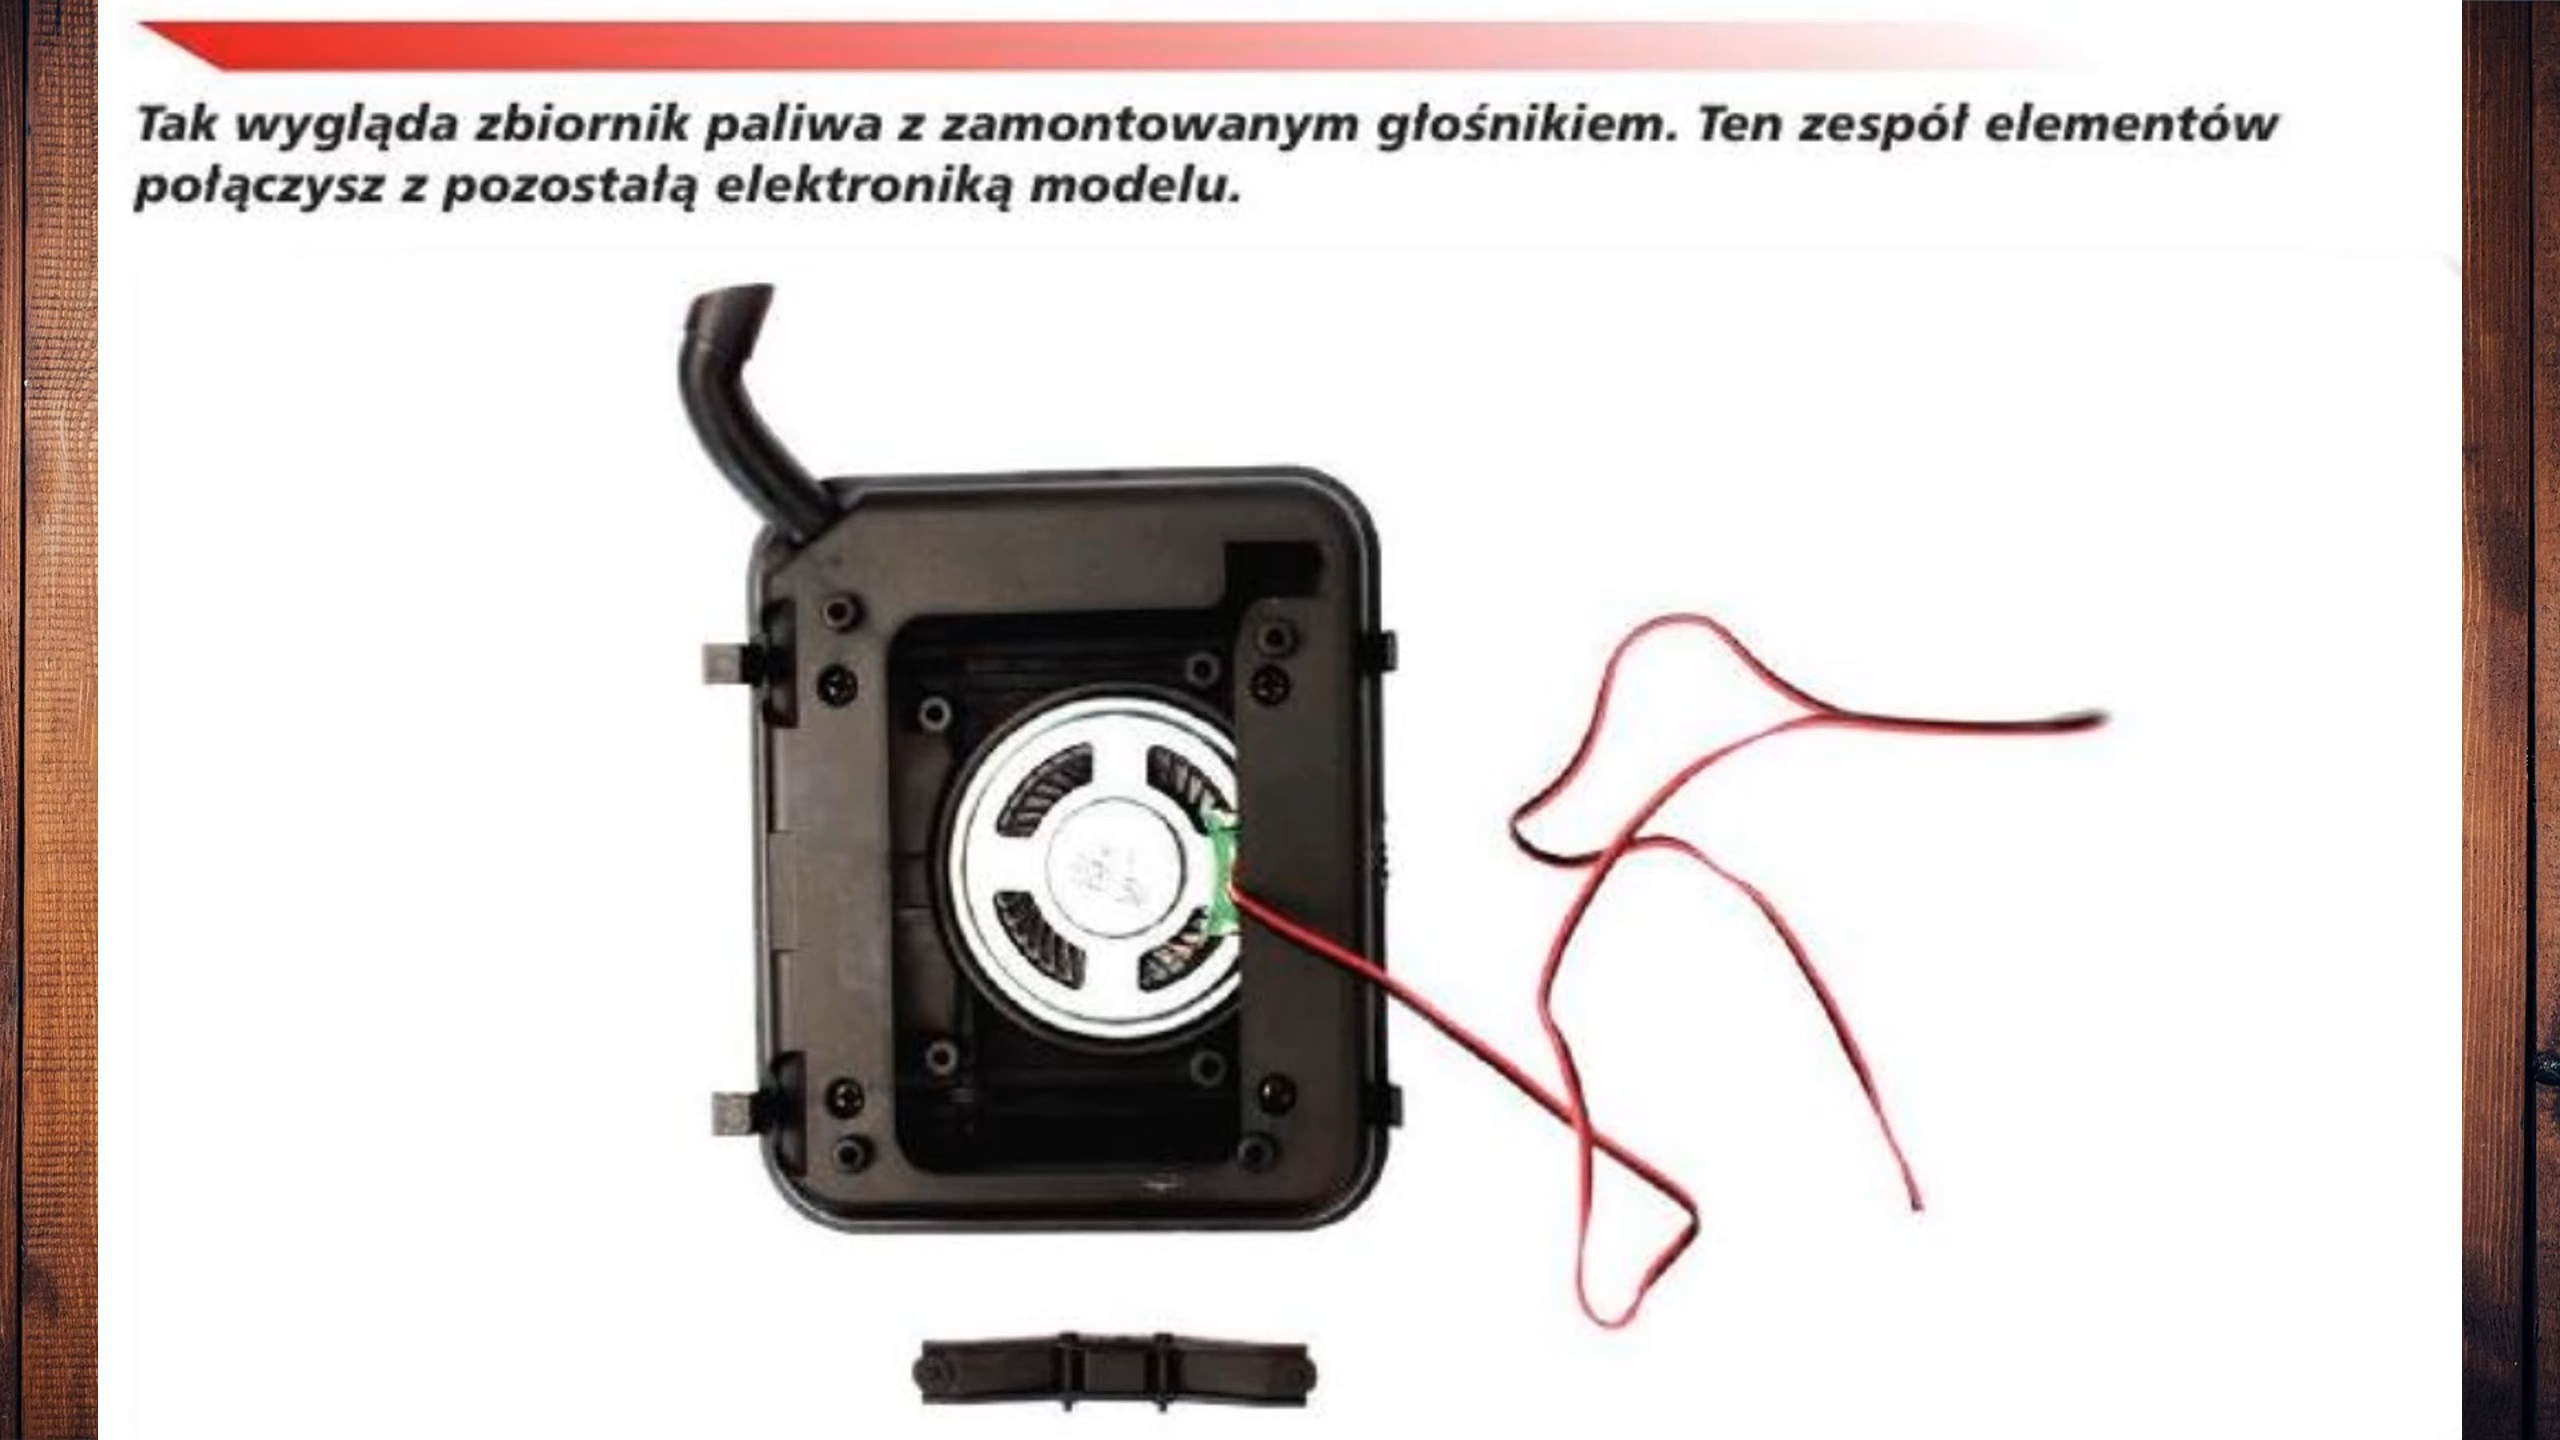 Tak wygląda zbiornik paliwa z zamontowanym głośnikiem. Ten zespół elementów
połączysz z pozostałą elektroniką modelu.